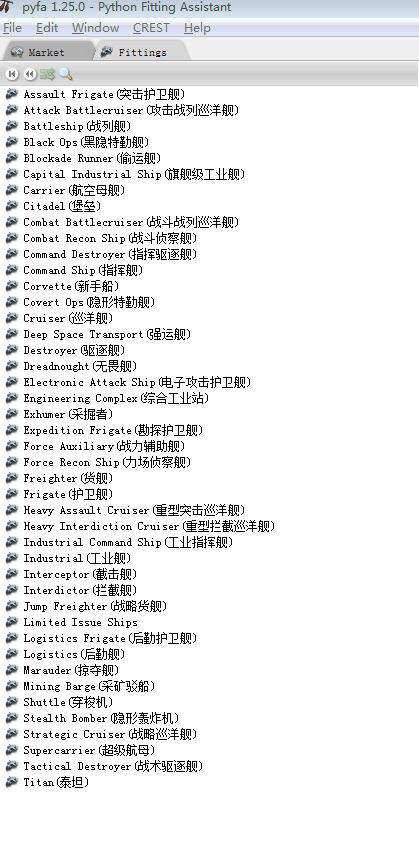 pyfa 1.25.0 - Python Fitting Assistant
File Edit Window CREST Help
Market Fittings
Assault Frigate(突击护卫舰)
Attack Battlecruiser(攻击战列巡洋舰)
Battleship(战列舰)
Black Ops(黑隐特勤舰)
Blockade Runner(偷运舰)
Capital Industrial Ship(旗舰级工业舰)
Carrier(航空母舰)
Citadel(堡垒)
Combat Battlecruiser(战斗战列巡洋舰)
Combat Recon Ship(战斗侦察舰)
Command Destroyer(指挥驱逐舰)
Command Ship(指挥舰)
Corvette(新手船)
Covert Ops(隐形特勤舰)
Cruiser(巡洋舰)
Deep Space Transport(强运舰)
Destroyer(驱逐舰)
Dreadnought(无畏舰)
Electronic Attack Ship(电子攻击护卫舰)
Engineering Complex(综合工业站)
Exhumer(采掘者)
Expedition Frigate(勘探护卫舰)
Force Auxiliary(战力辅助舰)
Force Recon Ship(力场侦察舰)
Freighter(货舰)
Frigate(护卫舰)
Heavy Assault Cruiser(重型突击巡洋舰)
Heavy Interdiction Cruiser(重型拦截巡洋舰)
Industrial Command Ship(工业指挥舰)
Industrial(工业舰)
Interceptor(截击舰)
Interdictor(拦截舰)
Jump Freighter(战略货舰)
Limited Issue Ships
Logistics Frigate(后勤护卫舰)
Logistics(后勤舰)
Marauder(掠夺舰)
Mining Barge(采矿驳船)
Shuttle(穿梭机)
Stealth Bomber(隐形轰炸机)
Strategic Cruiser(战略巡洋舰)
Supercarrier(超级航母)
Tactical Destroyer(战术驱逐舰)
Titan(泰坦)